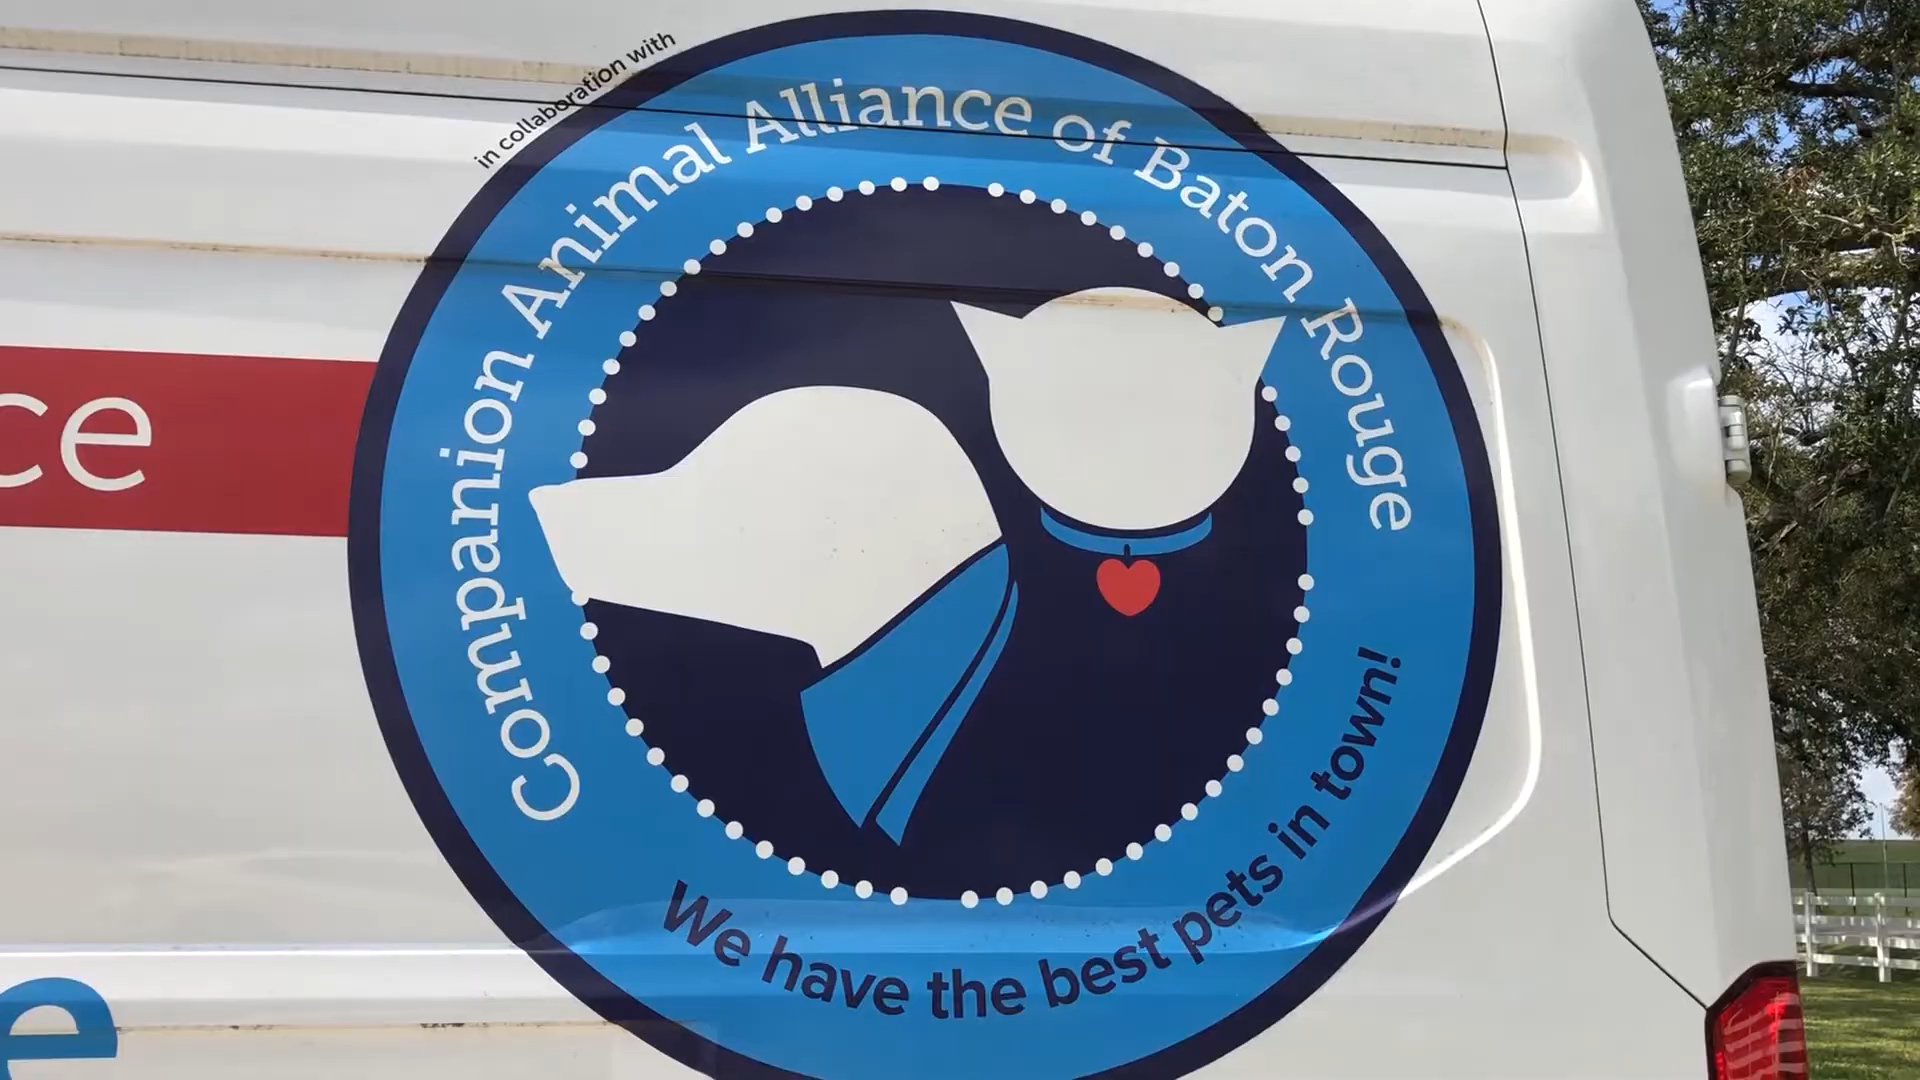 in collaboration with
Companion Animal Alliance of Baton Rouge
ce
We have the best pets in town!
e